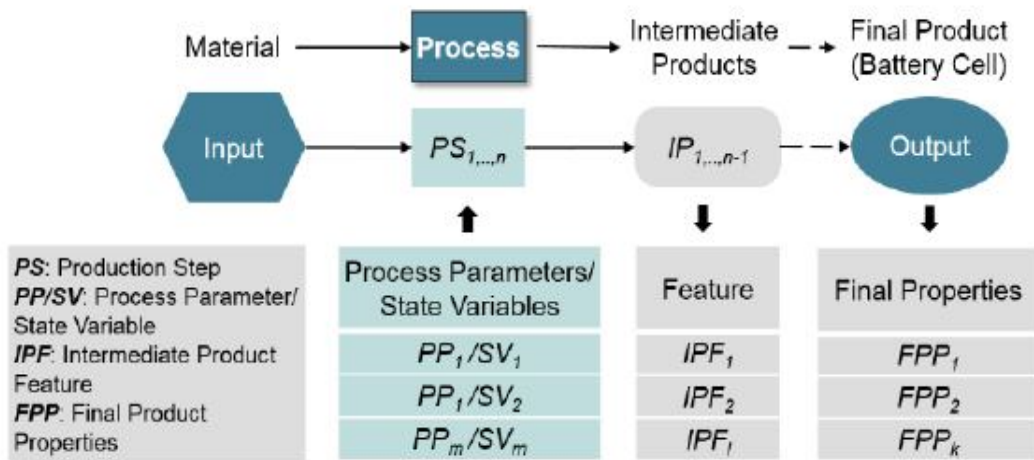 Material
Process
Intermediate
Products
Final Product
(Battery Cell)
Input
PS1,..,n
IP1,..,n-1
Output
PS: Production Step
PP/SV: Process Parameter/
State Variable
IPF: Intermediate Product
Feature
FPP: Final Product
Properties
Process Parameters/
State Variables
PP1/SV1
PP1/SV2
PPm/SVm
Feature
IPF1
IPF2
IPFl
Final Properties
FPP1
FPP2
FPPk